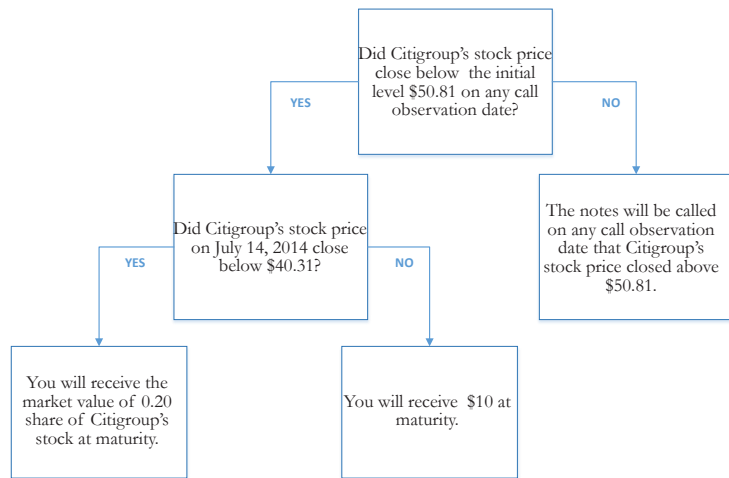 Did Citigroup's stock price
close below  the initial
level $50.81 on any call
observation date?
YES
NO
Did Citigroup's stock price
on July 14, 2014 close
below $40.31?
The notes will be called
on any call observation
date that Citigroup's
stock price closed above
$50.81.
YES
NO
You will receive the
market value of 0.20
share of Citigroup's
stock at maturity.
You will receive  $10 at
maturity.